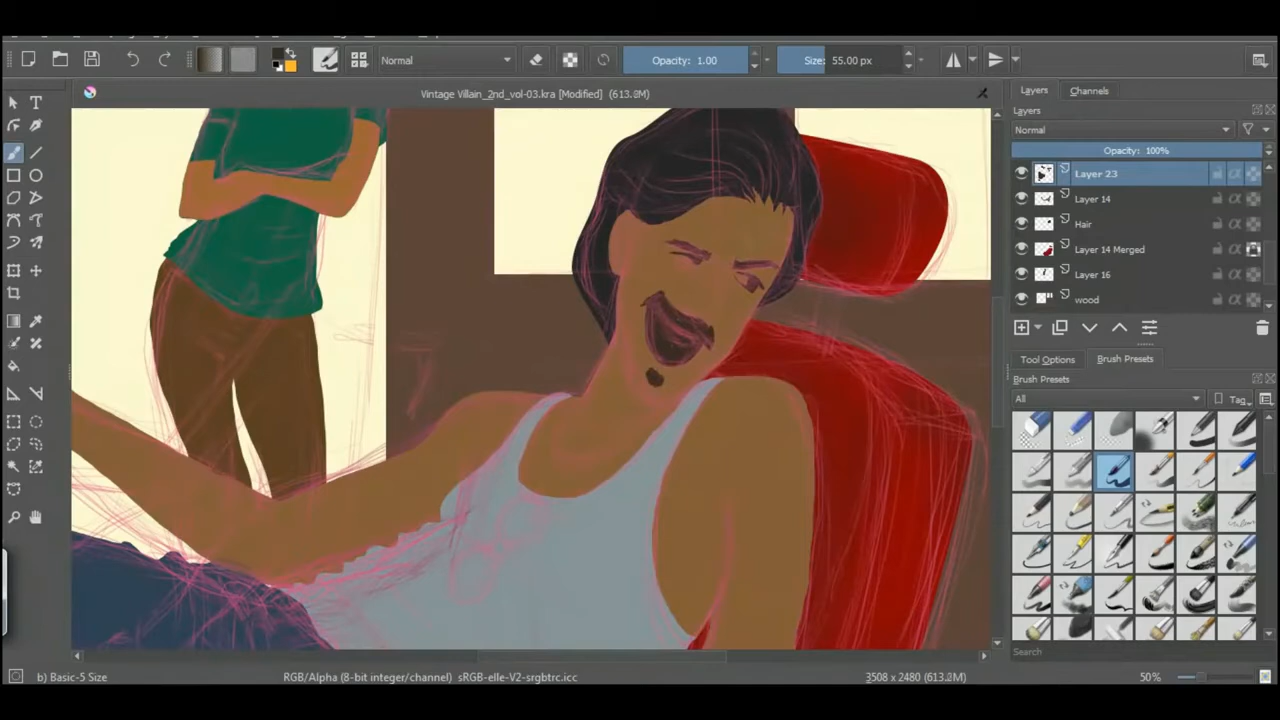 Normal
Opacity: 1.00
Size: 55.00 px
Vintage Villain_2nd_vol-03.kra [Modified] (613.8M)
Layers
Channels
Layers
Normal
Opacity: 100%
Layer 23
Layer 14
Hair
Layer 14 Merged
Layer 16
wood
Tool Options
Brush Presets
Brush Presets
All
Tag
Search
b) Basic-5 Size
RGB/Alpha (8-bit integer/channel) sRGB-elle-V2-srgbtrc.icc
3508 x 2480 (613.8M)
50%